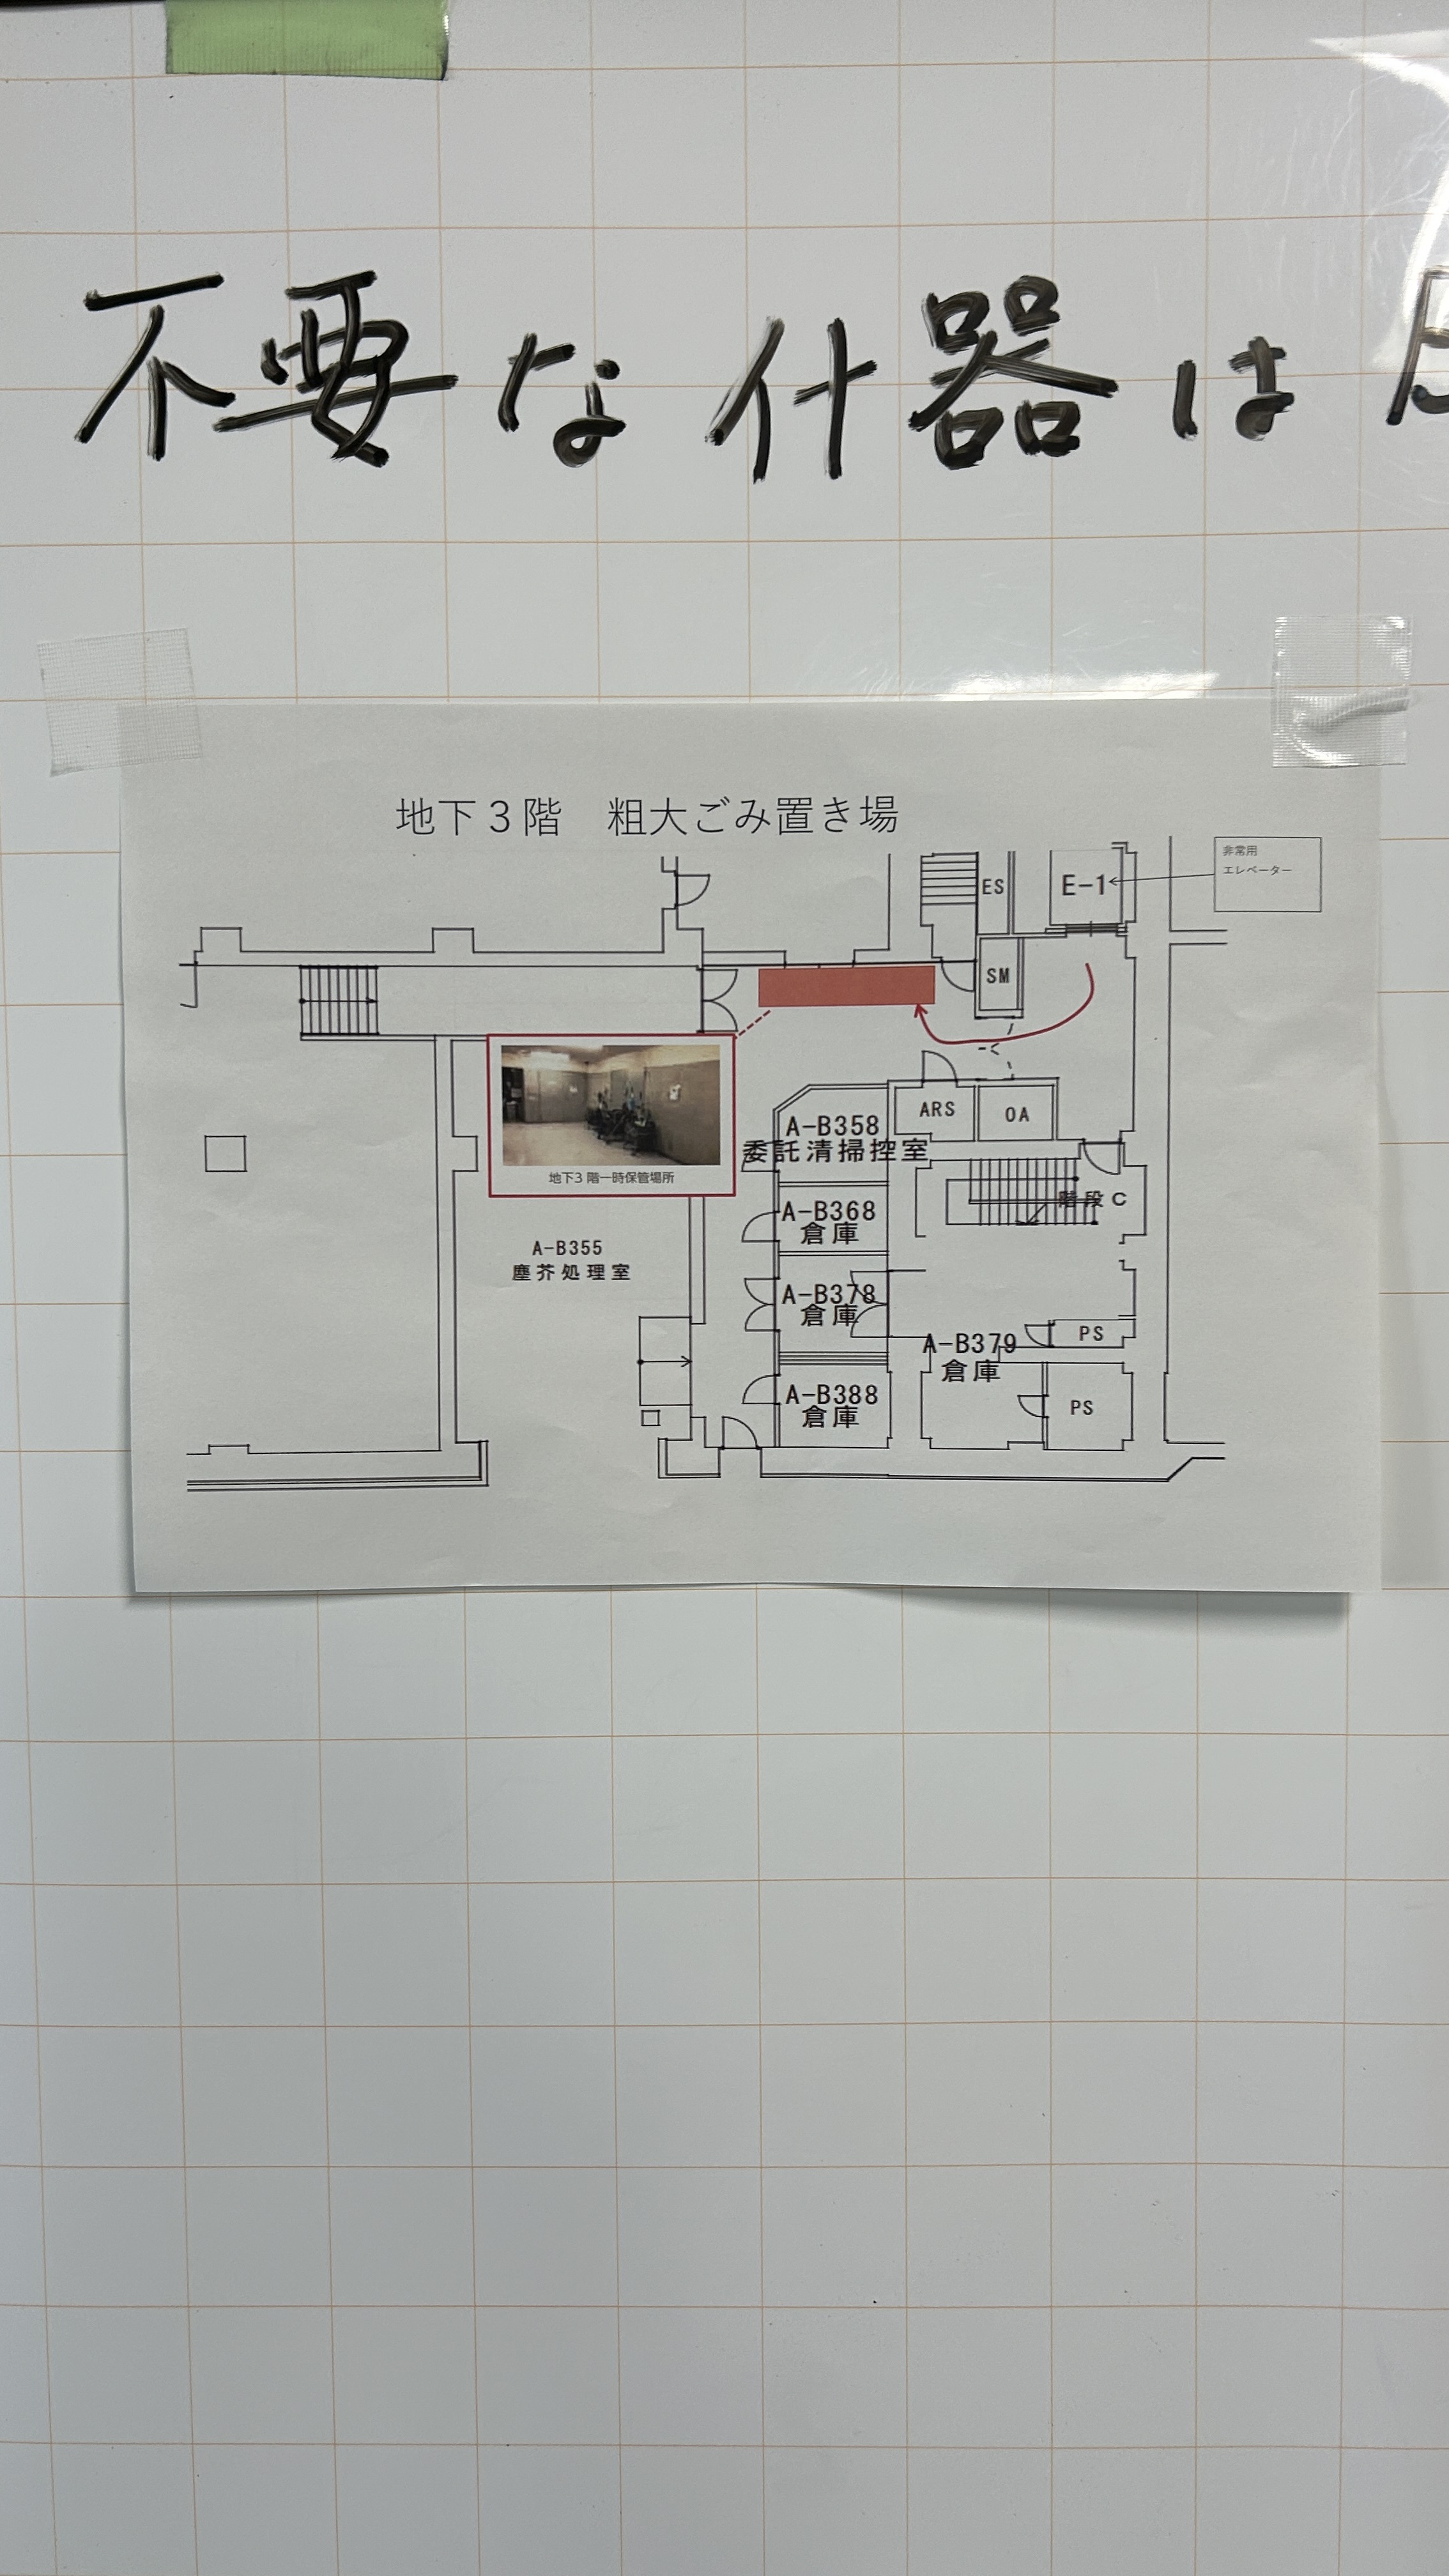 不要な什器は
地下３階　粗大ごみ置き場
非常用
エレベーター
ES
E-1
SM
地下3 階一時保管場所
ARS
OA
A-B358
委託清掃控室
階段C
A-B368
倉庫
A-B355
塵芥処理室
A-B378
倉庫
A-B379
倉庫
PS
A-B388
倉庫
PS